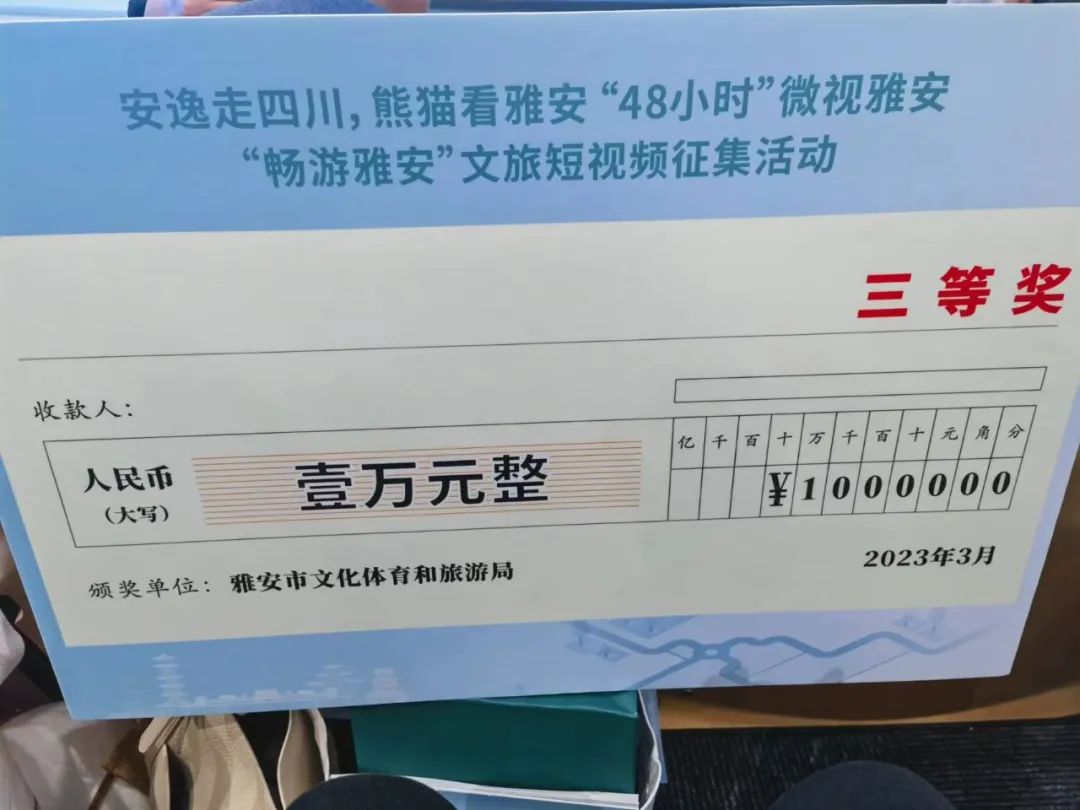 安逸走四川,熊猫看雅安“48小时”微视雅安
“畅游雅安”文旅短视频征集活动
三等奖
收款人:
亿千百十万千百十元角分
人民币
(大写)
壹万元整
¥10000000
颁奖单位:雅安市文化体育和旅游局
2023年3月